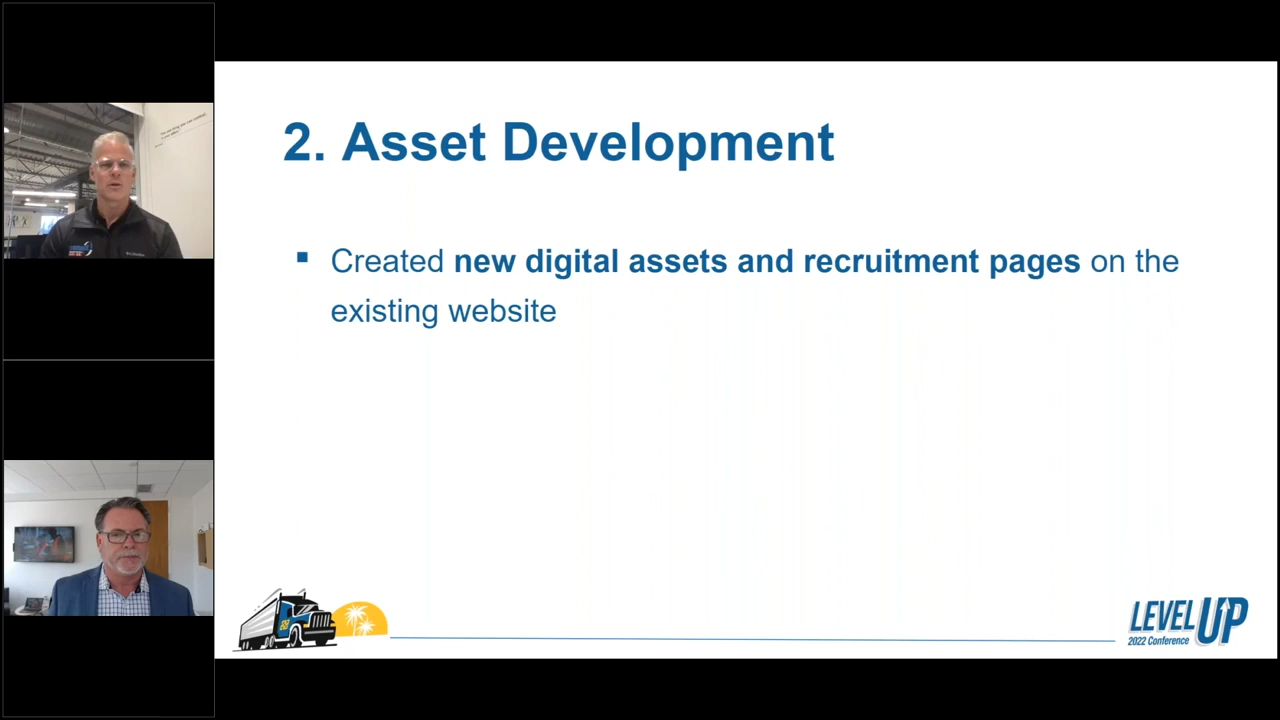 2. Asset Development
▪ Created new digital assets and recruitment pages on the
existing website
LEVEL UP
2022 Conference